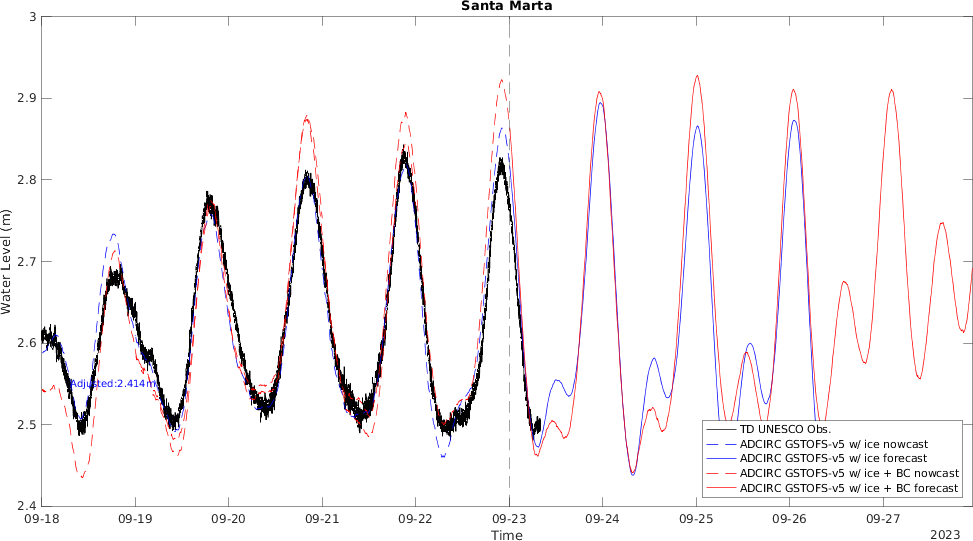 Santa Marta
3
2.9
2.8
2.7
2.6
2.5
2.4
Water Level (m)
Adjusted:2.414m
TD UNESCO Obs.
ADCIRC GSTOFS-v5 w/ ice nowcast
ADCIRC GSTOFS-v5 w/ ice forecast
ADCIRC GSTOFS-v5 w/ ice + BC nowcast
ADCIRC GSTOFS-v5 w/ ice + BC forecast
09-18 09-19 09-20 09-21 09-22 09-23 09-24 09-25 09-26 09-27
Time
2023